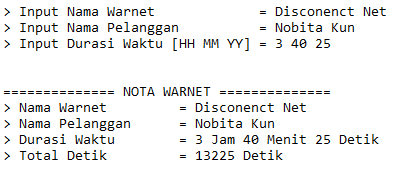 > Input Nama Warnet = Disconenct Net
> Input Nama Pelanggan = Nobita Kun
> Input Durasi Waktu [HH MM YY] = 3 40 25
============== NOTA WARNET ==============
> Nama Warnet = Disconenct Net
> Nama Pelanggan = Nobita Kun
> Durasi Waktu = 3 Jam 40 Menit 25 Detik
> Total Detik = 13225 Detik